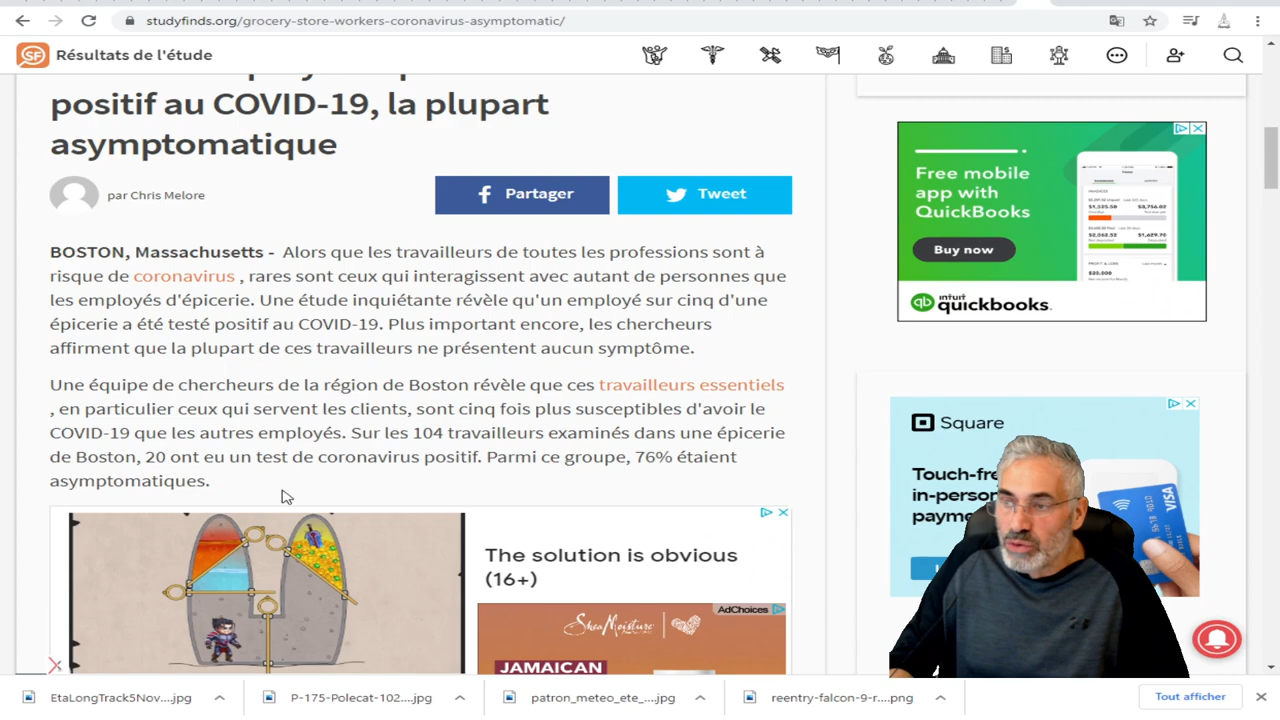 studyfinds.org/grocery-store-workers-coronavirus-asymptomatic/
SF Résultats de l'étude
positif au COVID-19, la plupart
asymptomatique
par Chris Melore
Partager
Tweet
BOSTON, Massachusetts - Alors que les travailleurs de toutes les professions sont à
risque de coronavirus , rares sont ceux qui interagissent avec autant de personnes que
les employés d'épicerie. Une étude inquiétante révèle qu'un employé sur cinq d'une
épicerie a été testé positif au COVID-19. Plus important encore, les chercheurs
affirment que la plupart de ces travailleurs ne présentent aucun symptôme.
Une équipe de chercheurs de la région de Boston révèle que ces travailleurs essentiels
, en particulier ceux qui servent les clients, sont cinq fois plus susceptibles d'avoir le
COVID-19 que les autres employés. Sur les 104 travailleurs examinés dans une épicerie
de Boston, 20 ont eu un test de coronavirus positif. Parmi ce groupe, 76% étaient
asymptomatiques.
The solution is obvious
(16+)
AdChoices
SheaMoisture
JAMAICAN
Free mobile
app with
QuickBooks
Buy now
intuit
quickbooks.
Square
Touch-fre
in-person
payme
VISA
EtaLongTrack5Nov....jpg
P-175-Polecat-102....jpg
patron_meteo_ete_....jpg
reentry-falcon-9-r....png
Tout afficher